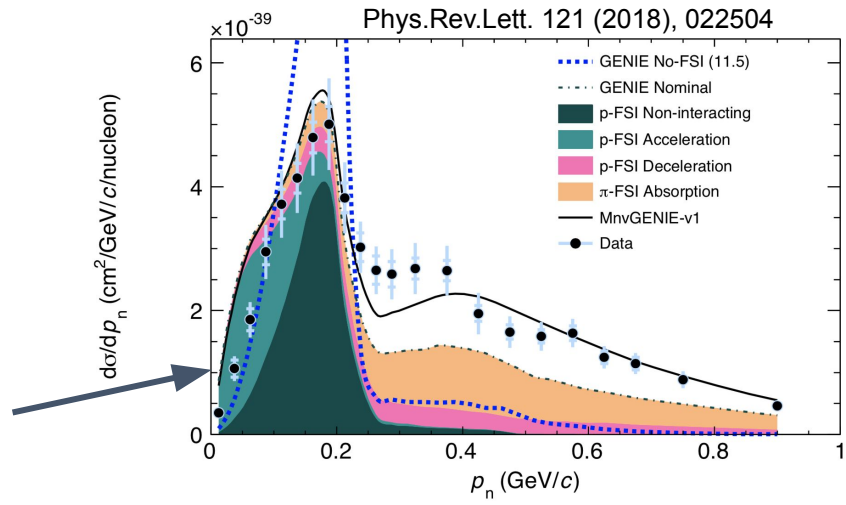 Phys.Rev.Lett. 121 (2018), 022504
×10⁻³⁹
GENIE No-FSI (11.5)
GENIE Nominal
p-FSI Non-interacting
p-FSI Acceleration
p-FSI Deceleration
π-FSI Absorption
MnvGENIE-v1
Data
6
4
2
0
dσ/dpₙ (cm²/GeV/c/nucleon)
0 0.2 0.4 0.6 0.8 1
pₙ (GeV/c)